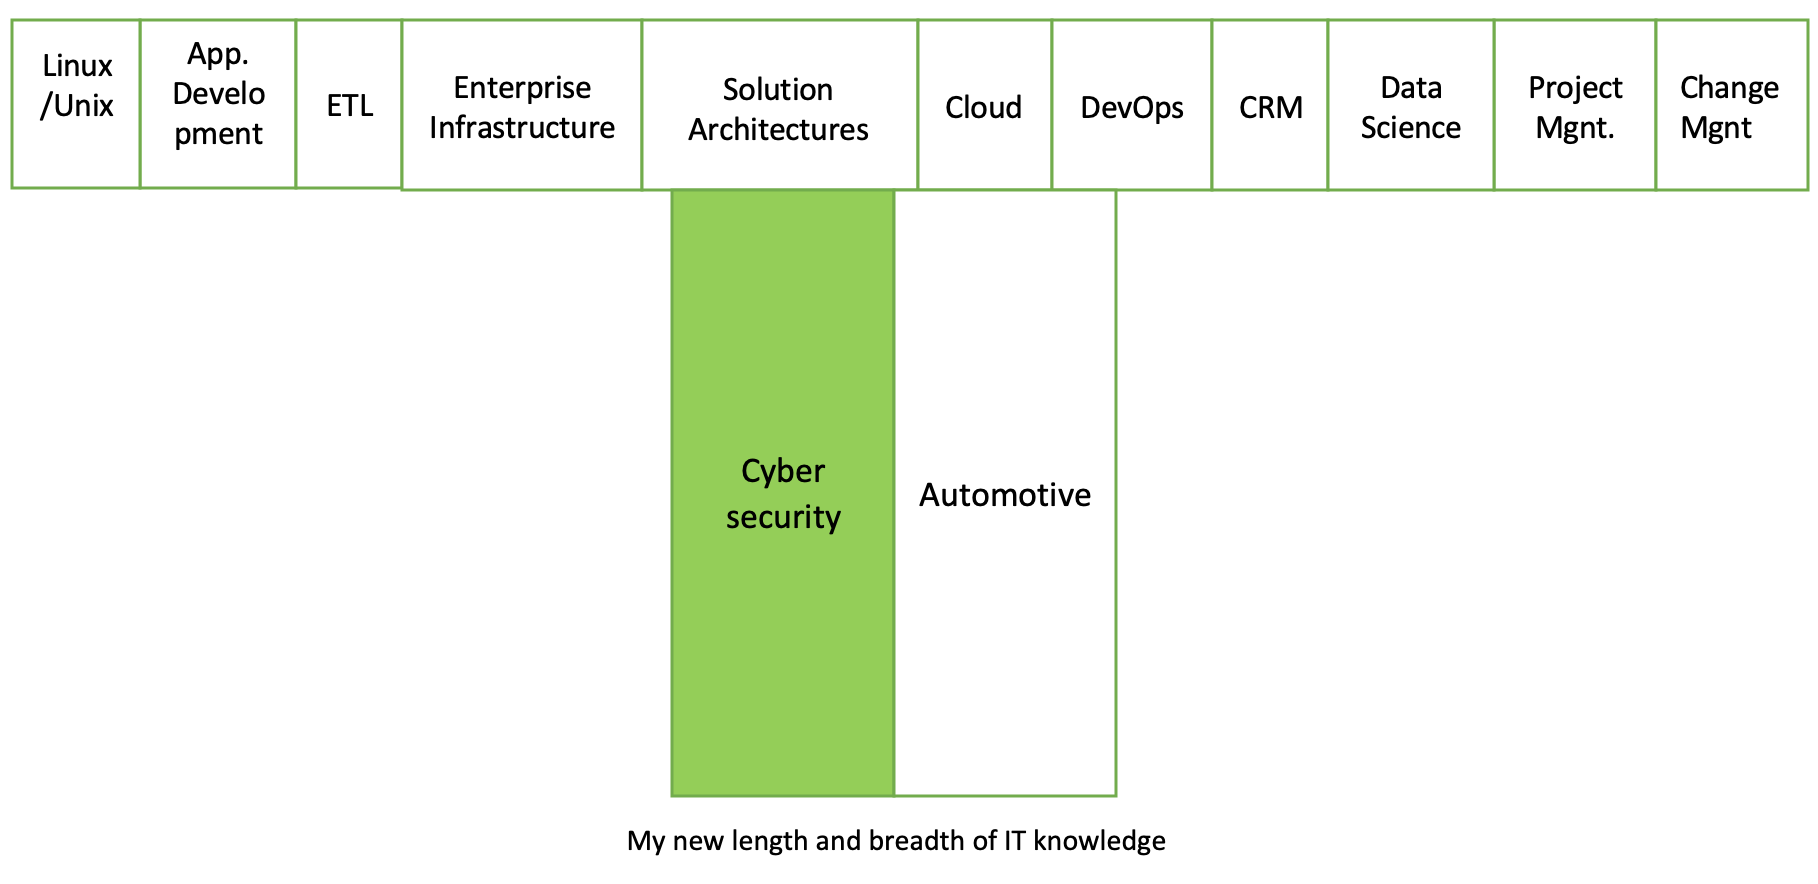 Linux
/Unix
App.
Develo
pment
ETL
Enterprise
Infrastructure
Solution
Architectures
Cloud
DevOps
CRM
Data
Science
Project
Mgnt.
Change
Mgnt
Cyber
security
Automotive
My new length and breadth of IT knowledge